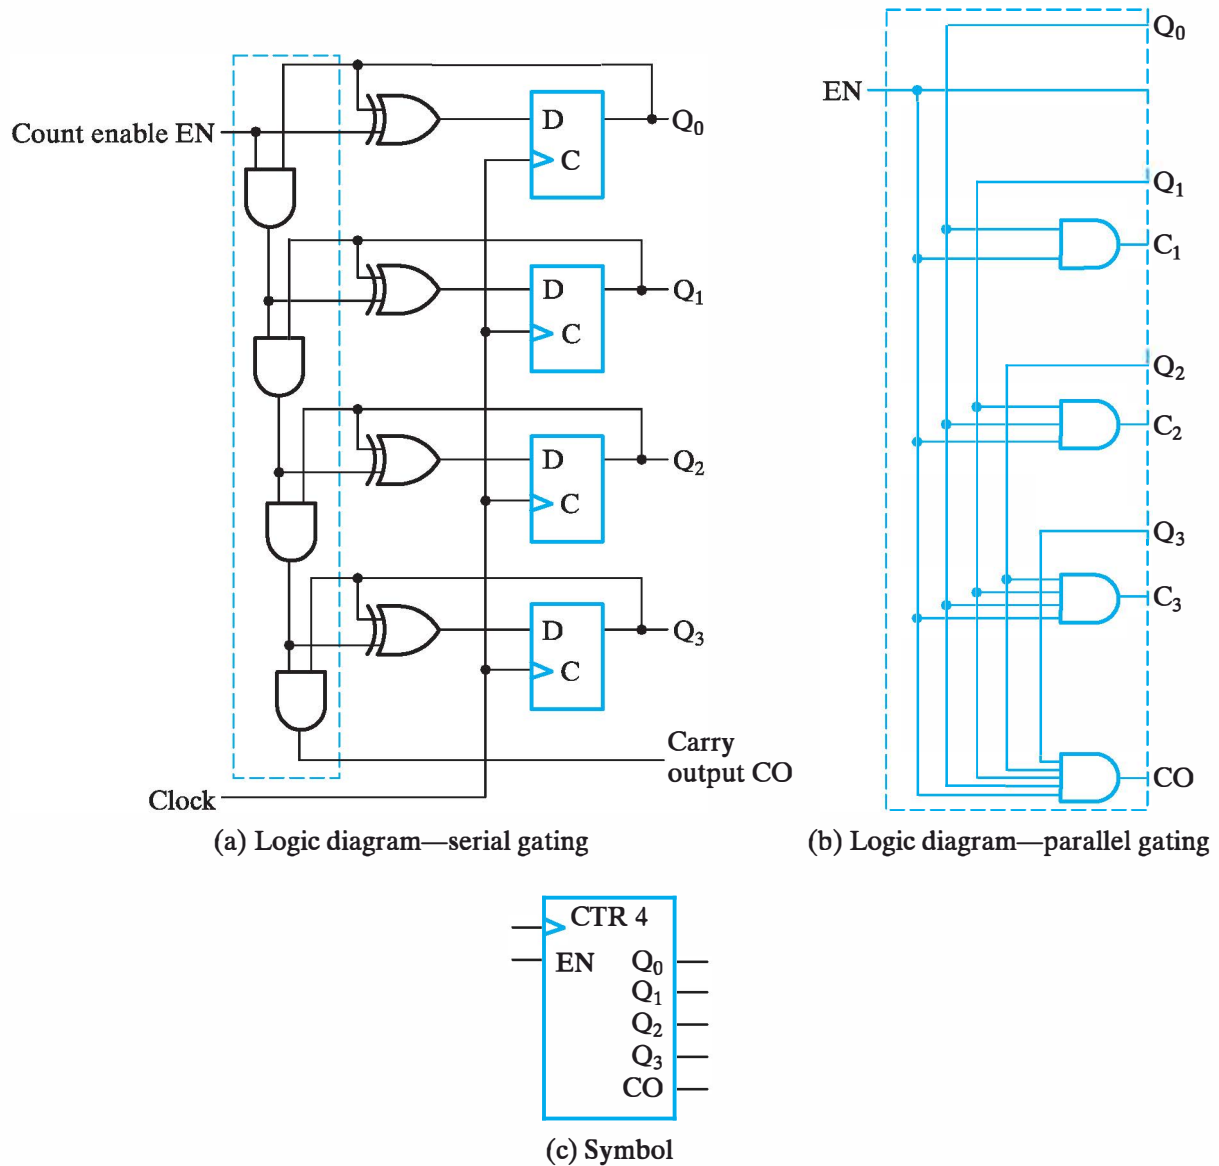 Count enable EN
D
C
Q₀
D
C
Q₁
D
C
Q₂
D
C
Q₃
Carry
output CO
Clock
(a) Logic diagram—serial gating
EN
Q₀
Q₁
C₁
Q₂
C₂
Q₃
C₃
CO
(b) Logic diagram—parallel gating
CTR 4
EN Q₀
Q₁
Q₂
Q₃
CO
(c) Symbol